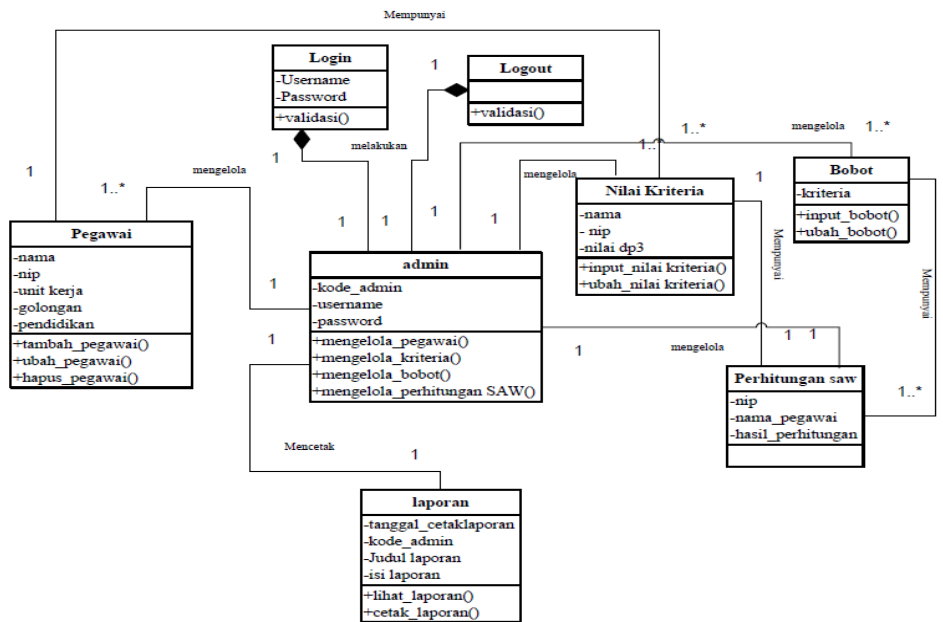 Mempunyai
Login
-Username
-Password
+validasi()
1
Logout
+validasi()
1
melakukan
1..*
mengelola
1..*
1
mengelola
1..*
1
1..*
mengelola
1
Bobot
-kriteria
+input_bobot()
+ubah_bobot()
Nilai Kriteria
-nama
- nip
-nilai dp3
+input_nilai kriteria()
+ubah_nilai kriteria()
Pegawai
-nama
-nip
-unit kerja
-golongan
-pendidikan
+tambah_pegawai()
+ubah_pegawai()
+hapus_pegawai()
1
1
1
1
admin
-kode_admin
-username
-password
+mengelola_pegawai()
+mengelola_kriteria()
+mengelola_bobot()
+mengelola_perhitungan SAW()
1
1
Mempunyai
Mempunyai
1
1
1
mengelola
Perhitungan saw
-nip
-nama_pegawai
-hasil_perhitungan
1..*
Mencetak
1
laporan
-tanggal_cetaklaporan
-kode_admin
-Judul laporan
-isi laporan
+lihat_laporan()
+cetak_laporan()